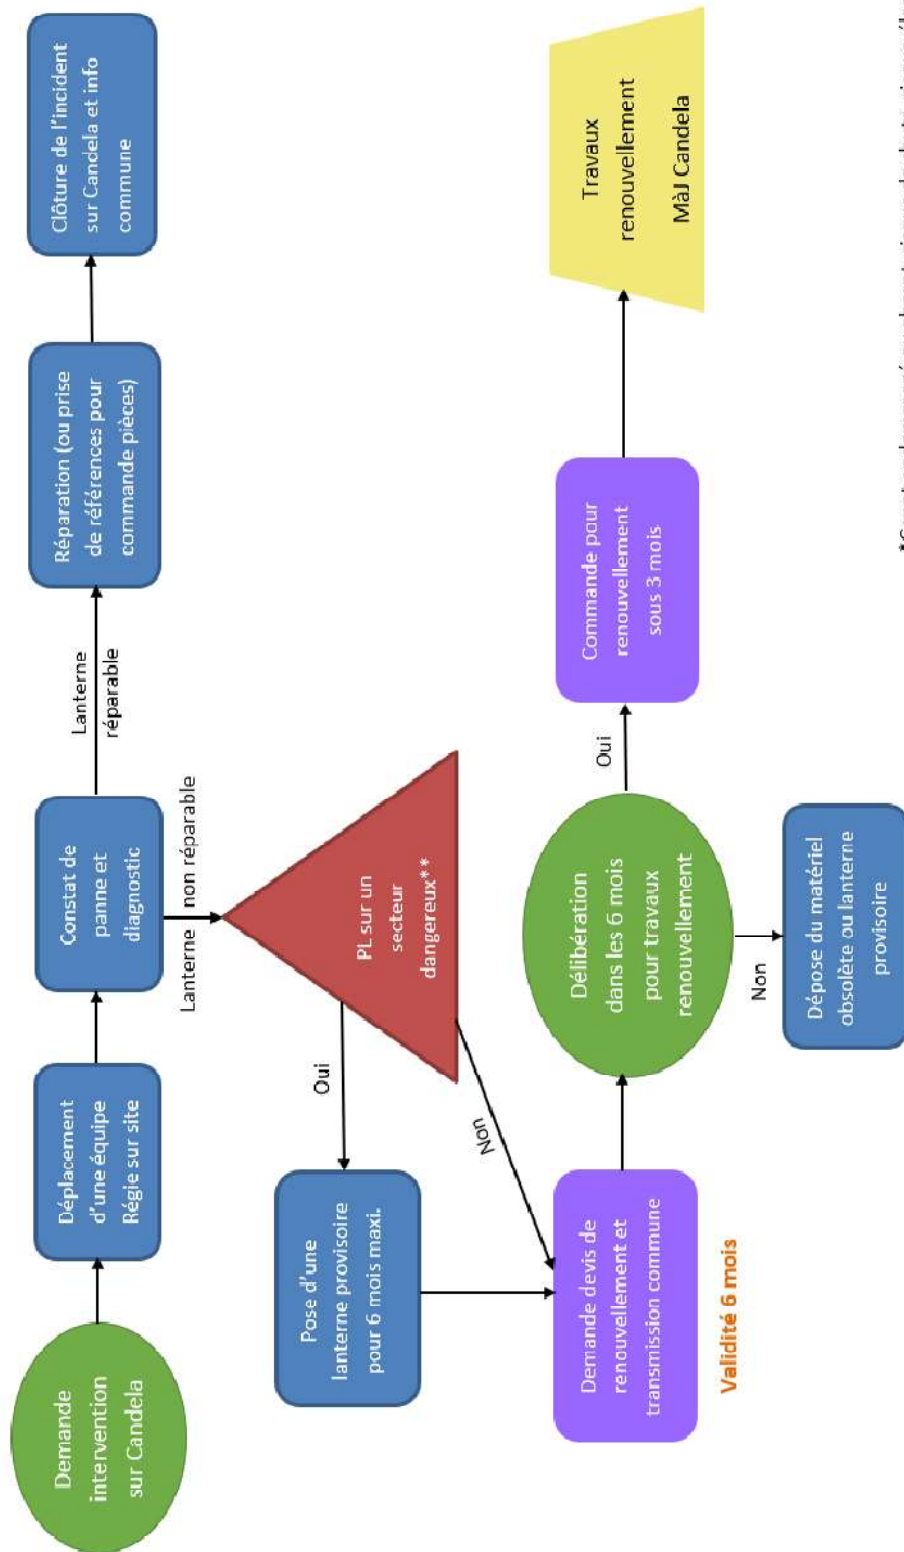 Demande
intervention
sur Candela
Déplacement
d'une équipe
Régie sur site
Constat de
panne et
diagnostic
Lanterne
réparable
Réparation (ou prise
de références pour
commande pièces)
Clôture de l'incident
sur Candela et info
commune
Lanterne non réparable
PL sur un
secteur
dangereux**
Oui
Non
Pose d'une
lanterne provisoire
pour 6 mois maxi.
Demande devis de
renouvellement et
transmission commune
Validité 6 mois
Délibération
dans les 6 mois
pour travaux
renouvellement
Oui
Non
Commande pour
renouvellement
sous 3 mois
Travaux
renouvellement
MàJ Candela
Dépose du matériel
obsolète ou lanterne
provisoire